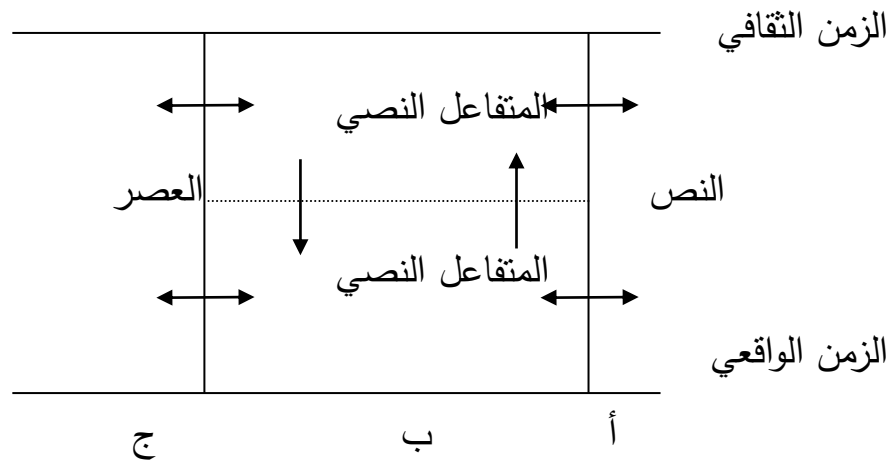 الزمن الثقافي
المتفاعل النصي
النص
العصر
المتفاعل النصي
الزمن الواقعي
أ ب ج